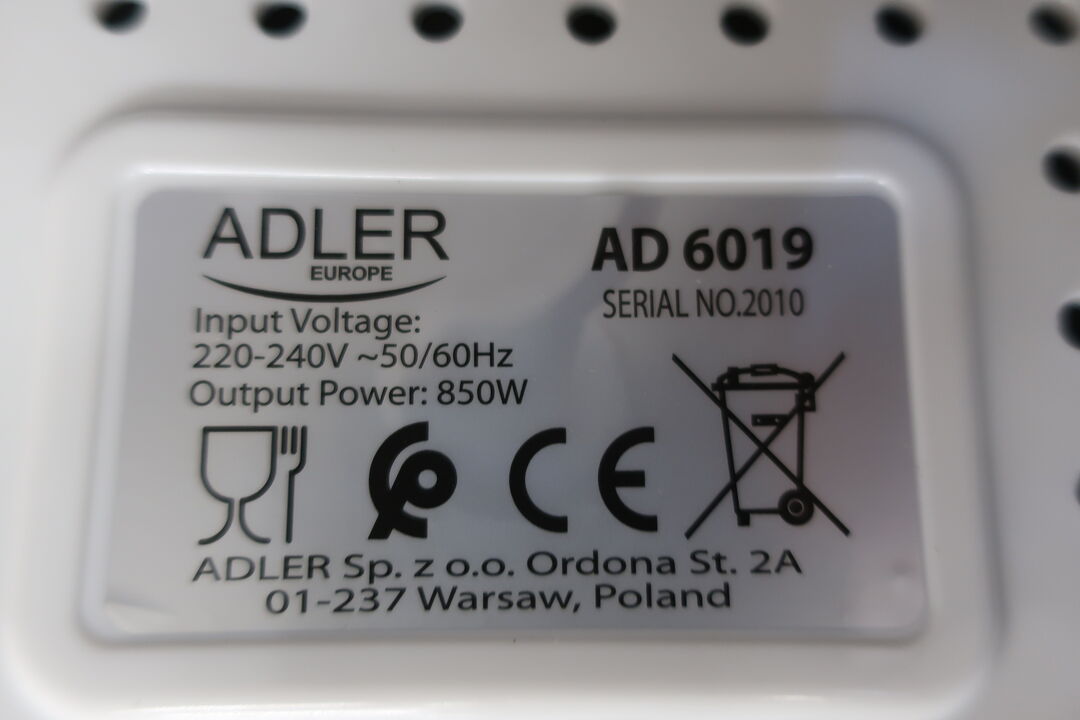 ADLER
EUROPE
AD 6019
SERIAL NO.2010
Input Voltage:
220-240V ~50/60Hz
Output Power: 850W
CE
ADLER Sp. z o.o. Ordona St. 2A
01-237 Warsaw, Poland